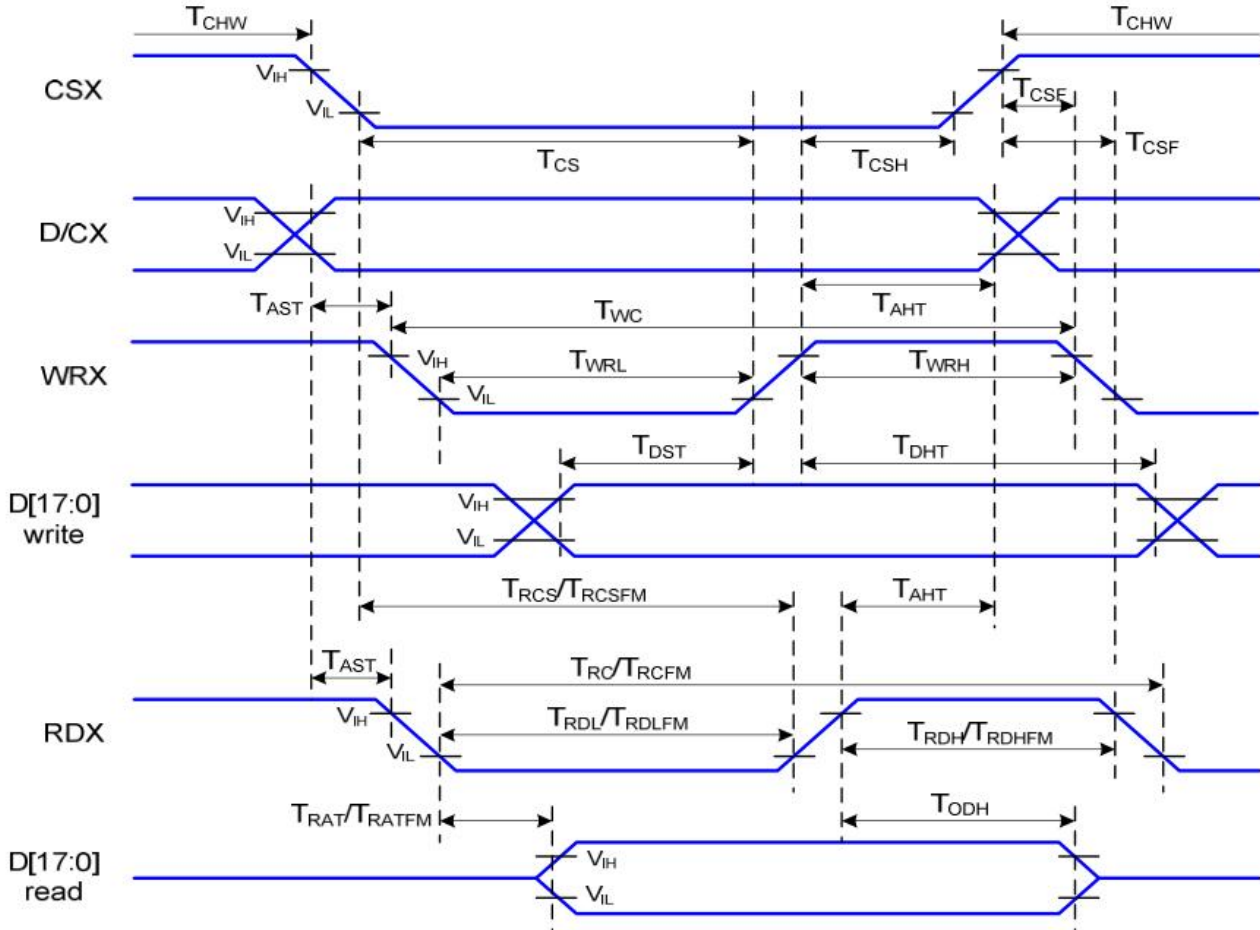 TCHW TCHW
VIH
CSX
TCSF
VIL
TCSF
TCS TCSH
VIH
D/CX
VIL
TAST TWC TAHT
VIH
WRX TWRL TWRH
VIL
TDST TDHT
D[17:0]
write
VIH
VIL
TRCS/TRCSFM TAHT
TAST TRC/TRCFM
VIH
RDX TRDL/TRDLFM TRDH/TRDHFM
VIL
TRAT/TRATFM TODH
D[17:0]
read
VIH
VIL